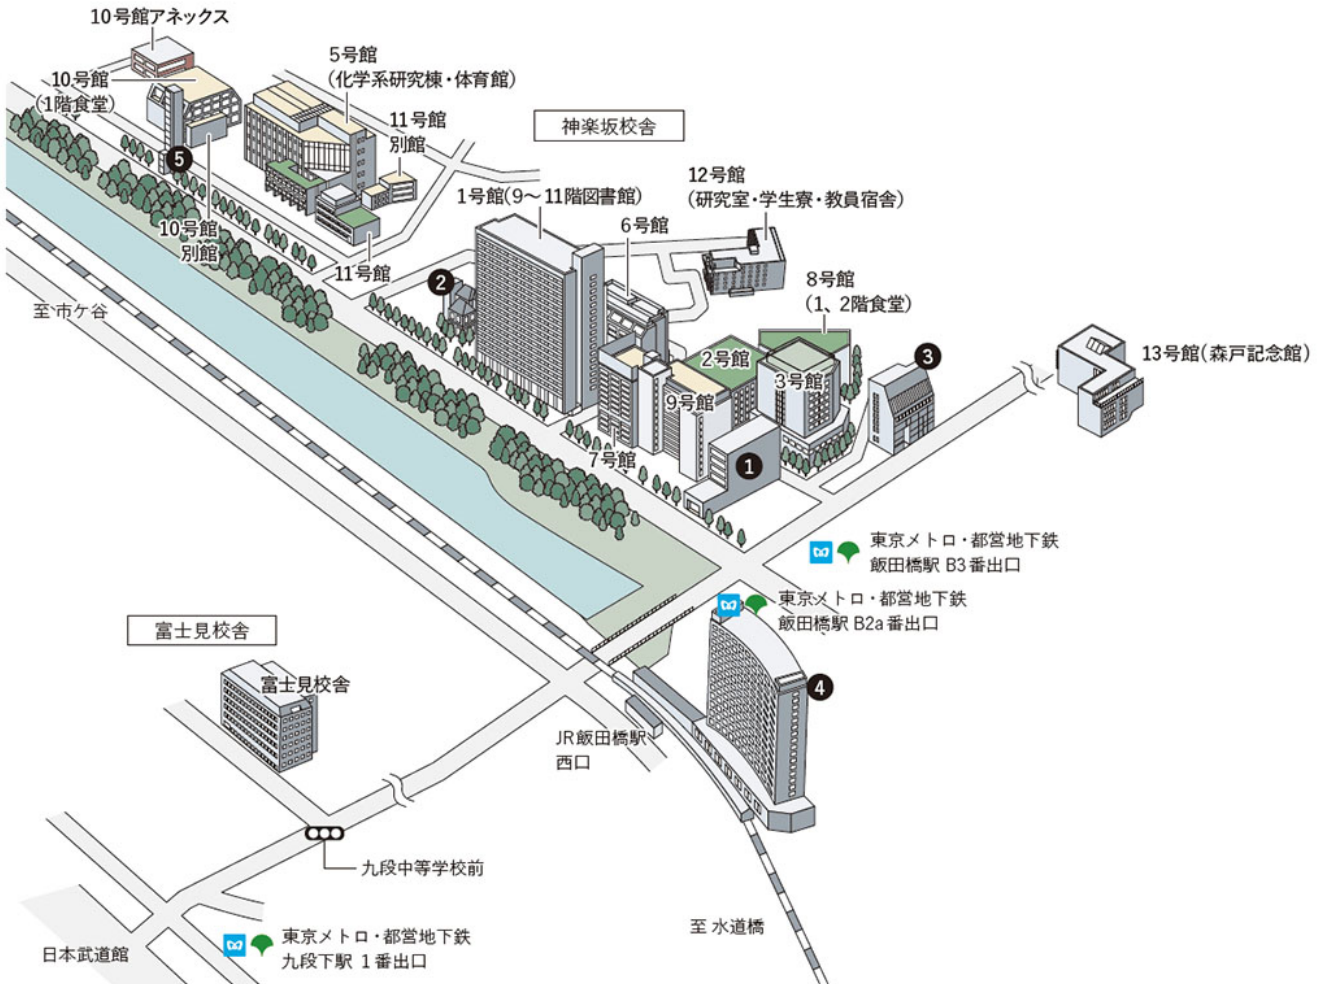 10号館アネックス
5号館
(化学系研究棟・体育館)
10号館
(1階食堂)
11号館
別館
神楽坂校舎
12号館
(研究室・学生寮・教員宿舎)
1号館(9〜11階図書館)
6号館
5
10号館
別館
11号館
2
8号館
(1、2階食堂)
至 市ケ谷
2号館
3号館
3
13号館(森戸記念館)
9号館
7号館
1
東京メトロ・都営地下鉄
飯田橋駅 B3番出口
東京メトロ・都営地下鉄
飯田橋駅 B2a番出口
富士見校舎
富士見校舎
4
JR飯田橋駅
西口
九段中等学校前
至 水道橋
東京メトロ・都営地下鉄
九段下駅 1番出口
日本武道館